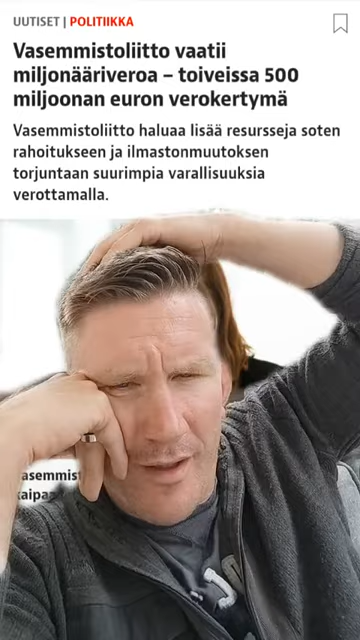 UUTISET | POLITIIKKA
Vasemmistoliitto vaatii
miljonääriveroa – toiveissa 500
miljoonan euron verokertymä
Vasemmistoliitto haluaa lisää resursseja soten
rahoitukseen ja ilmastonmuutoksen
torjuntaan suurimpia varallisuuksia
verottamalla.